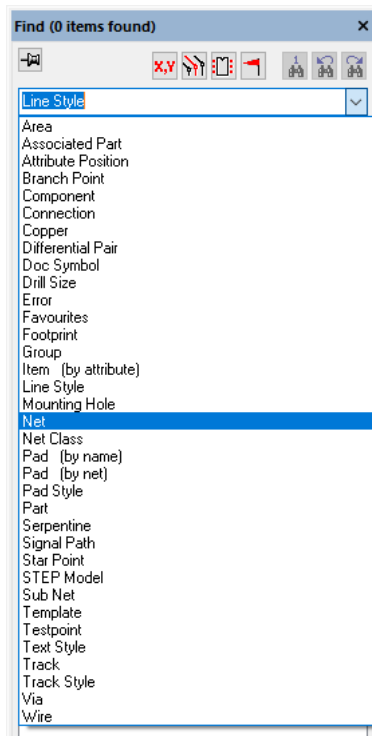 Find (0 items found)
X,Y
1
Line Style
Area
Associated Part
Attribute Position
Branch Point
Component
Connection
Copper
Differential Pair
Doc Symbol
Drill Size
Error
Favourites
Footprint
Group
Item (by attribute)
Line Style
Mounting Hole
Net
Net Class
Pad (by name)
Pad (by net)
Pad Style
Part
Serpentine
Signal Path
Star Point
STEP Model
Sub Net
Template
Testpoint
Text Style
Track
Track Style
Via
Wire